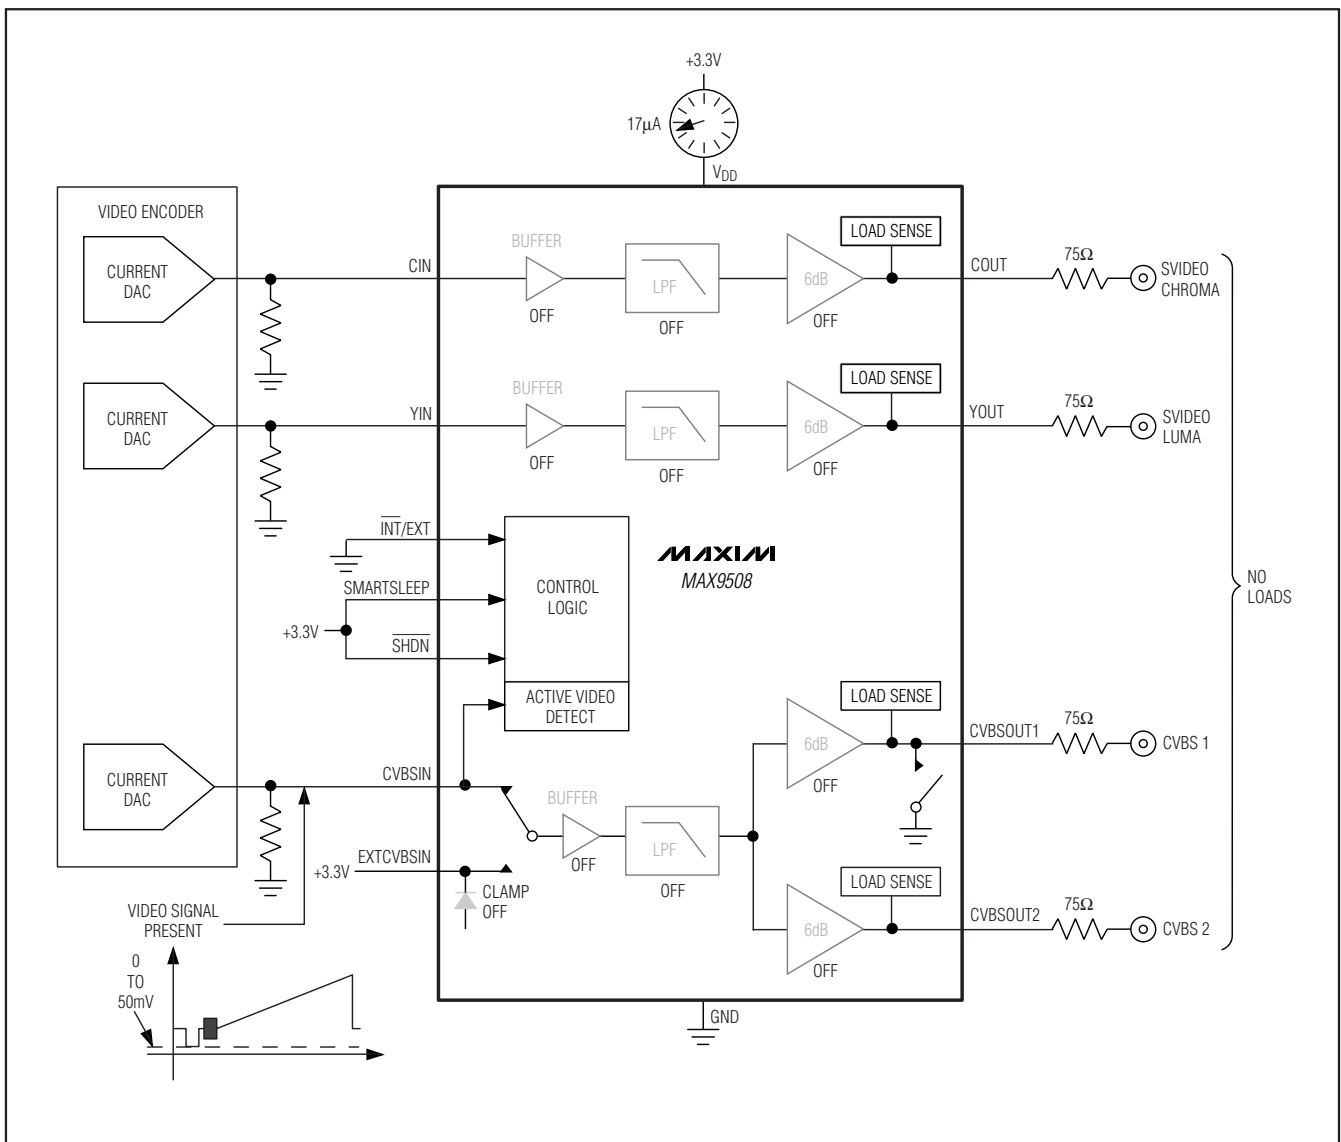 +3.3V
17µA
VDD
VIDEO ENCODER
CURRENT
DAC
CIN
BUFFER
OFF
LPF
OFF
6dB
OFF
LOAD SENSE
COUT
75Ω
SVIDEO
CHROMA
CURRENT
DAC
YIN
BUFFER
OFF
LPF
OFF
6dB
OFF
LOAD SENSE
YOUT
75Ω
SVIDEO
LUMA
INT/EXT
SMARTSLEEP
+3.3V
SHDN
CONTROL
LOGIC
ACTIVE VIDEO
DETECT
MAXIM
MAX9508
NO
LOADS
CURRENT
DAC
CVBSIN
BUFFER
OFF
LPF
OFF
6dB
OFF
LOAD SENSE
CVBSOUT1
75Ω
CVBS 1
+3.3V
EXTCVBSIN
CLAMP
OFF
6dB
OFF
LOAD SENSE
CVBSOUT2
75Ω
CVBS 2
VIDEO SIGNAL
PRESENT
0
TO
50mV
GND